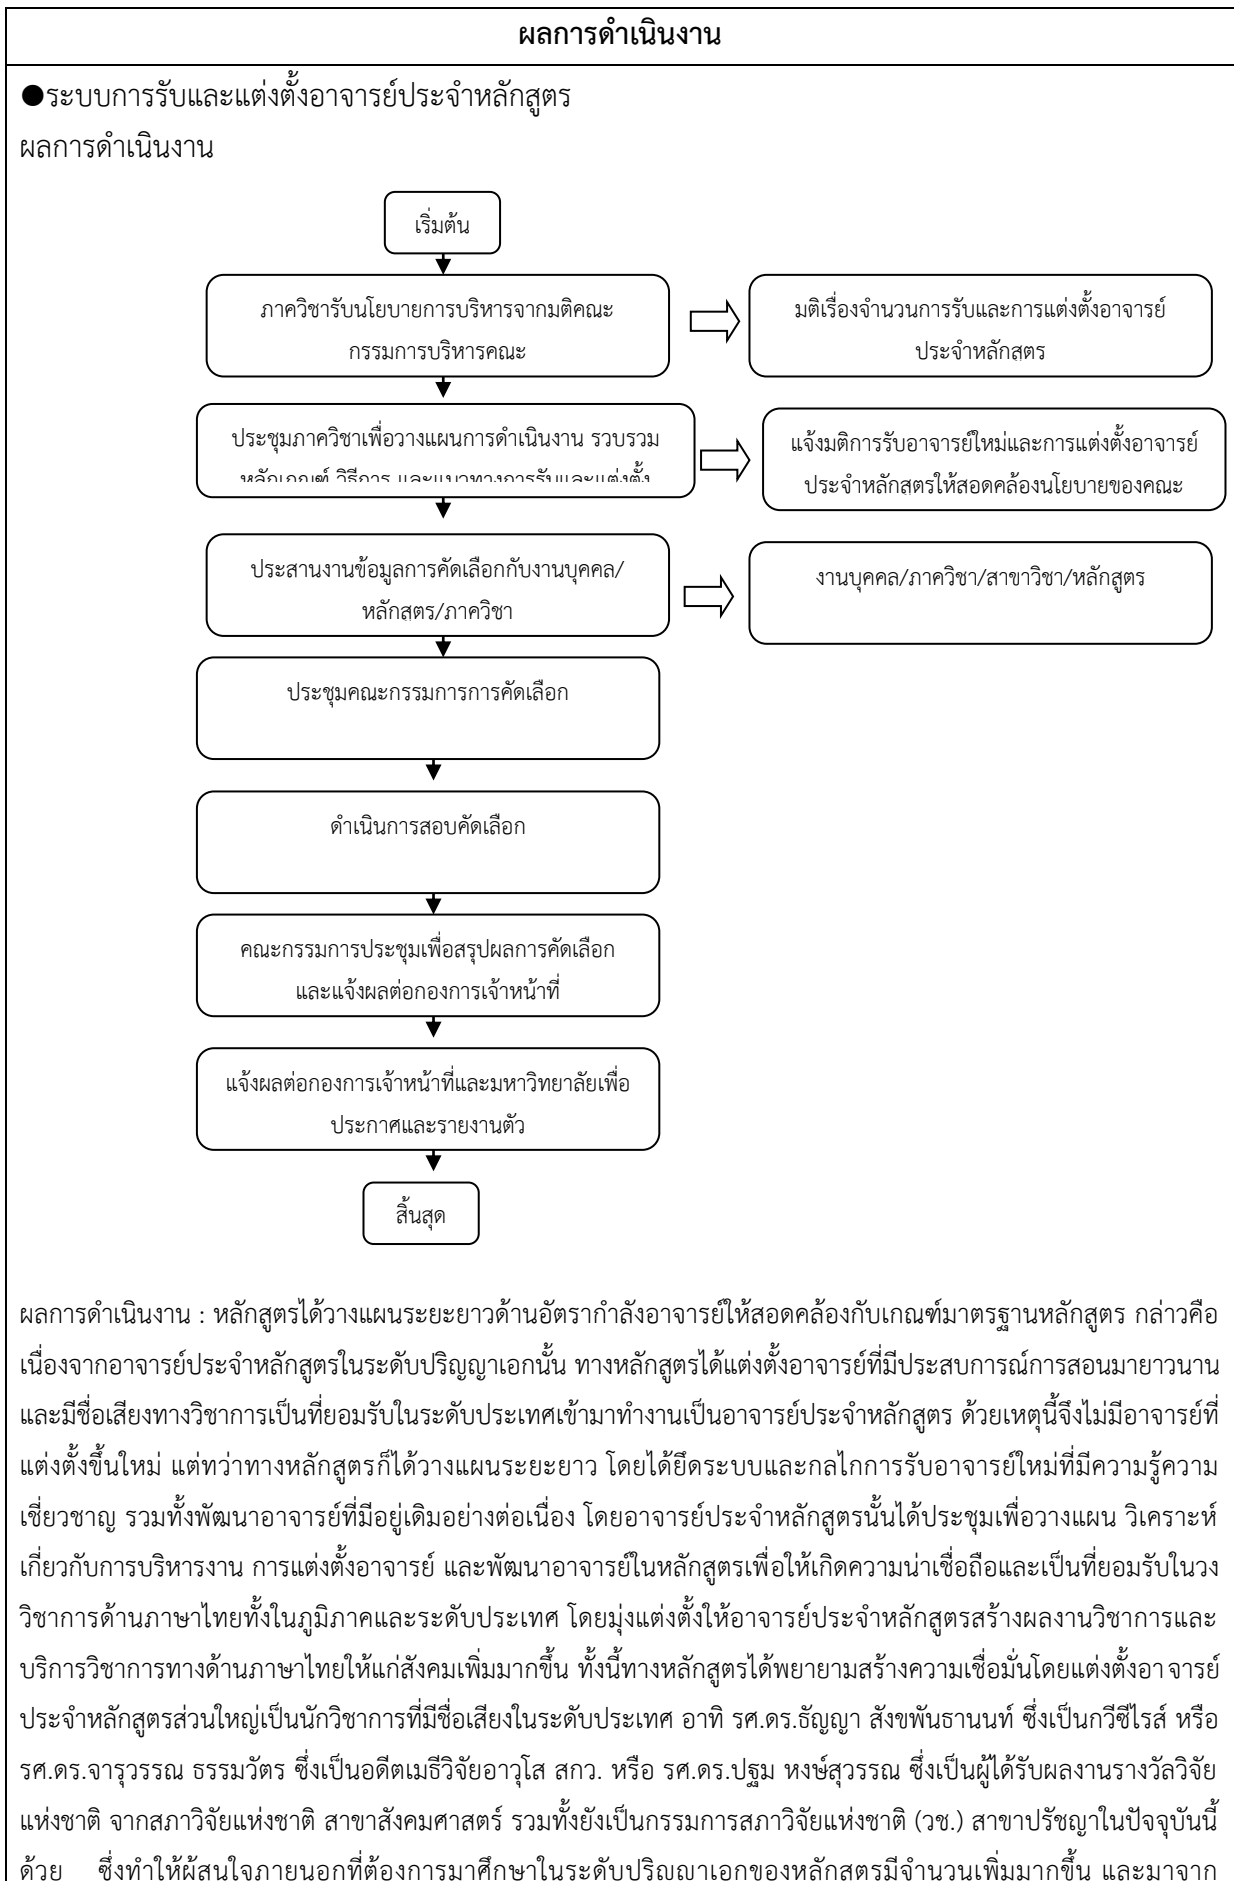 ผลการดำเนินงาน
●ระบบการรับและแต่งตั้งอาจารย์ประจำหลักสูตร
ผลการดำเนินงาน
เริ่มต้น
ภาควิชารับนโยบายการบริหารจากมติคณะ
กรรมการบริหารคณะ
มติเรื่องจำนวนการรับและการแต่งตั้งอาจารย์
ประจำหลักสูตร
ประชุมภาควิชาเพื่อวางแผนการดำเนินงาน รวบรวม
หลักเกณฑ์ วิธีการ และแนวทางการรับและแต่งตั้ง
แจ้งมติการรับอาจารย์ใหม่และการแต่งตั้งอาจารย์
ประจำหลักสูตรให้สอดคล้องนโยบายของคณะ
ประสานงานข้อมูลการคัดเลือกกับงานบุคคล/
หลักสูตร/ภาควิชา
งานบุคคล/ภาควิชา/สาขาวิชา/หลักสูตร
ประชุมคณะกรรมการการคัดเลือก
ดำเนินการสอบคัดเลือก
คณะกรรมการประชุมเพื่อสรุปผลการคัดเลือก
และแจ้งผลต่อกองการเจ้าหน้าที่
แจ้งผลต่อกองการเจ้าหน้าที่และมหาวิทยาลัยเพื่อ
ประกาศและรายงานตัว
สิ้นสุด
ผลการดำเนินงาน : หลักสูตรได้วางแผนระยะยาวด้านอัตรากำลังอาจารย์ให้สอดคล้องกับเกณฑ์มาตรฐานหลักสูตร กล่าวคือ
เนื่องจากอาจารย์ประจำหลักสูตรในระดับปริญญาเอกนั้น ทางหลักสูตรได้แต่งตั้งอาจารย์ที่มีประสบการณ์การสอนมายาวนาน
และมีชื่อเสียงทางวิชาการเป็นที่ยอมรับในระดับประเทศเข้ามาทำงานเป็นอาจารย์ประจำหลักสูตร ด้วยเหตุนี้จึงไม่มีอาจารย์ที่
แต่งตั้งขึ้นใหม่ แต่ทว่าทางหลักสูตรก็ได้วางแผนระยะยาว โดยได้ยึดระบบและกลไกการรับอาจารย์ใหม่ที่มีความรู้ความ
เชี่ยวชาญ รวมทั้งพัฒนาอาจารย์ที่มีอยู่เดิมอย่างต่อเนื่อง โดยอาจารย์ประจำหลักสูตรนั้นได้ประชุมเพื่อวางแผน วิเคราะห์
เกี่ยวกับการบริหารงาน การแต่งตั้งอาจารย์ และพัฒนาอาจารย์ในหลักสูตรเพื่อให้เกิดความน่าเชื่อถือและเป็นที่ยอมรับในวง
วิชาการด้านภาษาไทยทั้งในภูมิภาคและระดับประเทศ โดยมุ่งแต่งตั้งให้อาจารย์ประจำหลักสูตรสร้างผลงานวิชาการและ
บริการวิชาการทางด้านภาษาไทยให้แก่สังคมเพิ่มมากขึ้น ทั้งนี้ทางหลักสูตรได้พยายามสร้างความเชื่อมั่นโดยแต่งตั้งอาจารย์
ประจำหลักสูตรส่วนใหญ่เป็นนักวิชาการที่มีชื่อเสียงในระดับประเทศ อาทิ รศ.ดร.ธัญญา สังขพันธานนท์ ซึ่งเป็นกวีซีไรส์ หรือ
รศ.ดร.จารุวรรณ ธรรมวัตร ซึ่งเป็นอดีตเมธีวิจัยอาวุโส สกว. หรือ รศ.ดร.ปฐม หงษ์สุวรรณ ซึ่งเป็นผู้ได้รับผลงานรางวัลวิจัย
แห่งชาติ จากสภาวิจัยแห่งชาติ สาขาสังคมศาสตร์ รวมทั้งยังเป็นกรรมการสภาวิจัยแห่งชาติ (วช.) สาขาปรัชญาในปัจจุบันนี้
ด้วย ซึ่งทำให้ผู้สนใจภายนอกที่ต้องการมาศึกษาในระดับปริญญาเอกของหลักสูตรมีจำนวนเพิ่มมากขึ้น และมาจาก